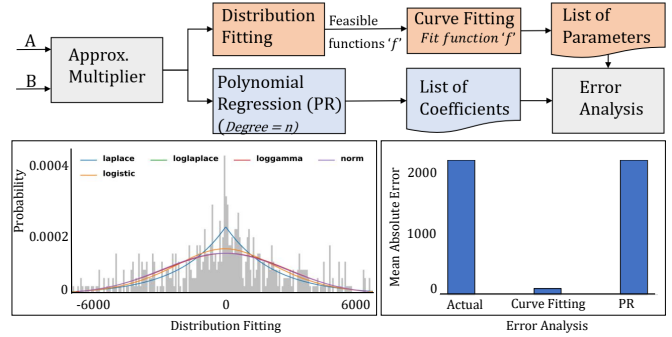 A
B
Approx.
Multiplier
Distribution
Fitting
Feasible
functions ‘f’
Curve Fitting
Fit function ‘f’
List of
Parameters
Polynomial
Regression (PR)
(Degree = n)
List of
Coefficients
Error
Analysis
Probability
0.0004
0.0002
0
laplace
loglaplace
loggamma
norm
logistic
-6000
0
6000
Distribution Fitting
Mean Absolute Error
2000
1000
0
Actual
Curve Fitting
PR
Error Analysis